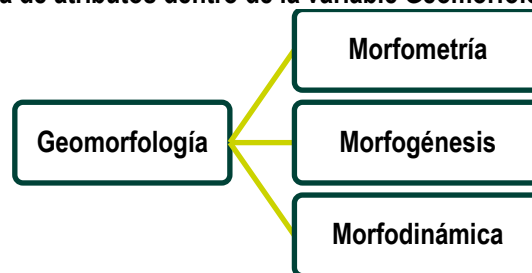 de atributos dentro de la variable
Morfometría
Geomorfología
Morfogénesis
Morfodinámica